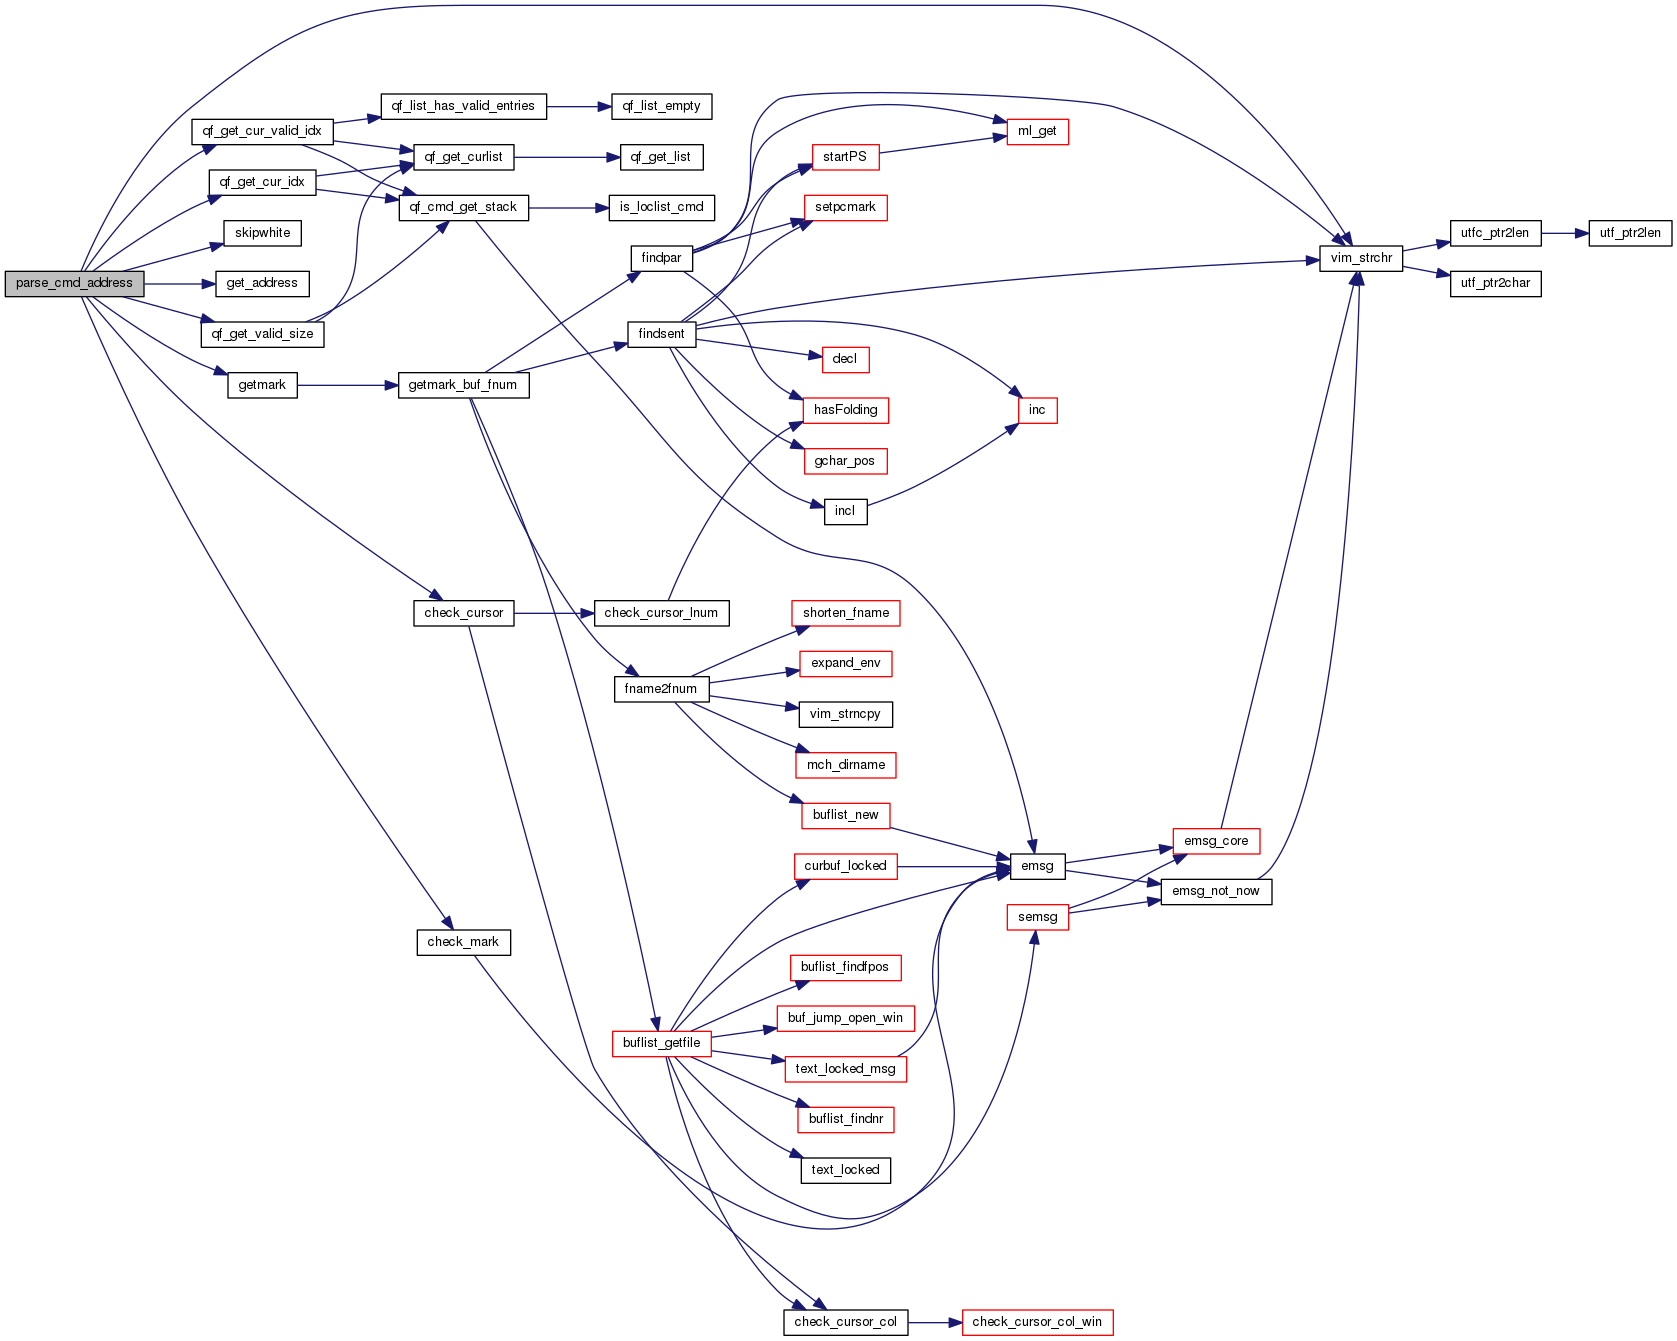 parse_cmd_address
qf_get_cur_valid_idx
qf_get_cur_idx
skipwhite
get_address
qf_get_valid_size
getmark
qf_list_has_valid_entries
qf_get_curlist
qf_cmd_get_stack
getmark_buf_fnum
check_cursor
check_mark
qf_list_empty
qf_get_list
is_loclist_cmd
findpar
findsent
check_cursor_lnum
fname2fnum
buflist_getfile
startPS
setpcmark
decl
hasFolding
gchar_pos
incl
shorten_fname
expand_env
vim_strncpy
mch_dirname
buflist_new
curbuf_locked
buflist_findfpos
buf_jump_open_win
text_locked_msg
buflist_findnr
text_locked
check_cursor_col
ml_get
inc
emsg
semsg
check_cursor_col_win
emsg_core
emsg_not_now
vim_strchr
utfc_ptr2len
utf_ptr2char
utf_ptr2len